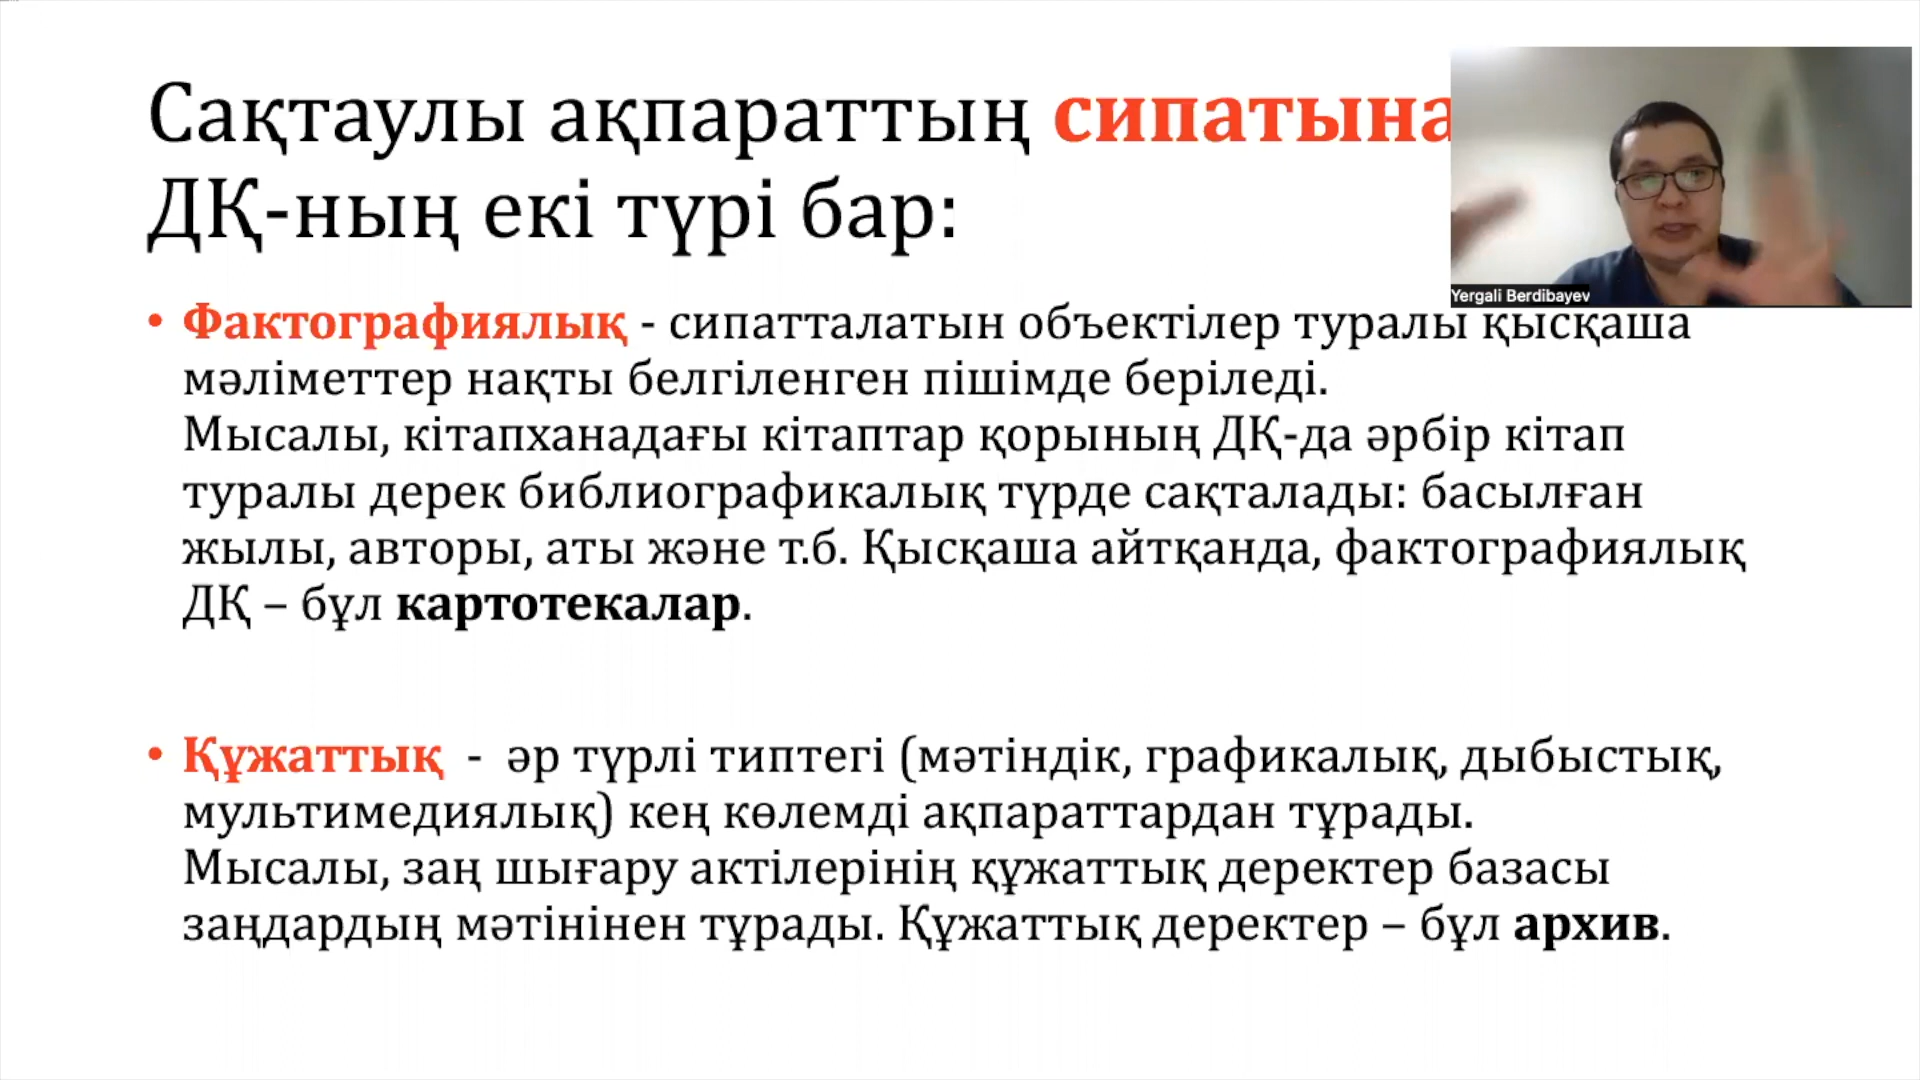 Сақтаулы ақпараттың сипатына
ДҚ-ның екі түрі бар:
Yergali Berdibayev
• Фактографиялық - сипатталатын объектілер туралы қысқаша
мәліметтер нақты белгіленген пішімде беріледі.
Мысалы, кітапханадағы кітаптар қорының ДҚ-да әрбір кітап
туралы дерек библиографикалық түрде сақталады: басылған
жылы, авторы, аты және т.б. Қысқаша айтқанда, фактографиялық
ДҚ – бұл картотекалар.
• Құжаттық - әр түрлі типтегі (мәтіндік, графикалық, дыбыстық,
мультимедиялық) кең көлемді ақпараттардан тұрады.
Мысалы, заң шығару актілерінің құжаттық деректер базасы
заңдардың мәтінінен тұрады. Құжаттық деректер – бұл архив.